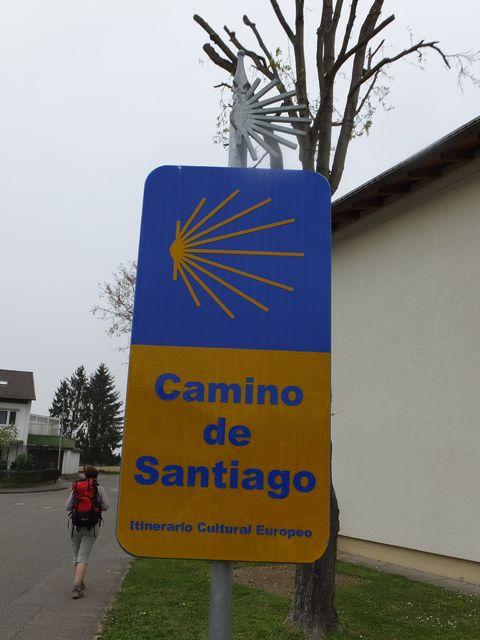 Camino
de
Santiago
Itinerario Cultural Europeo